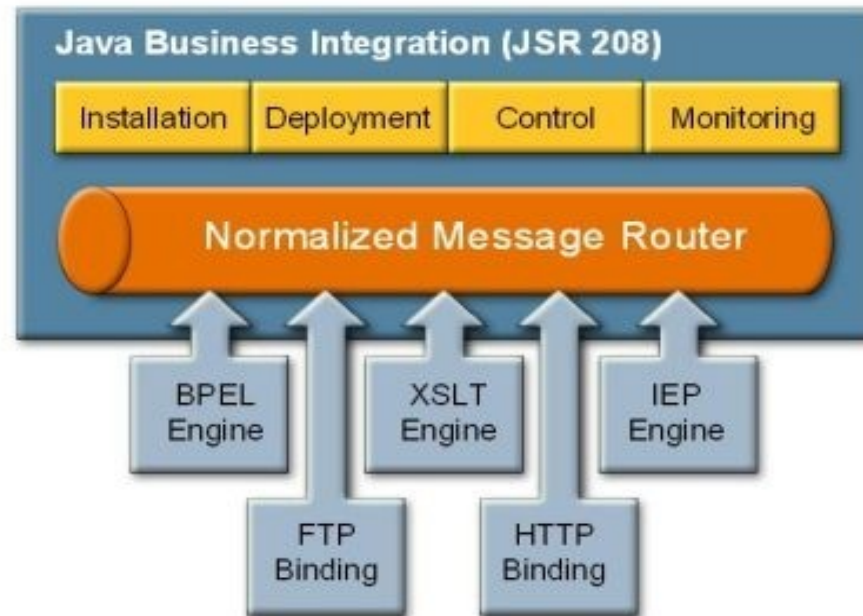 Java Business Integration (JSR 208)
Installation
Deployment
Control
Monitoring
Normalized Message Router
BPEL
Engine
XSLT
Engine
IEP
Engine
FTP
Binding
HTTP
Binding